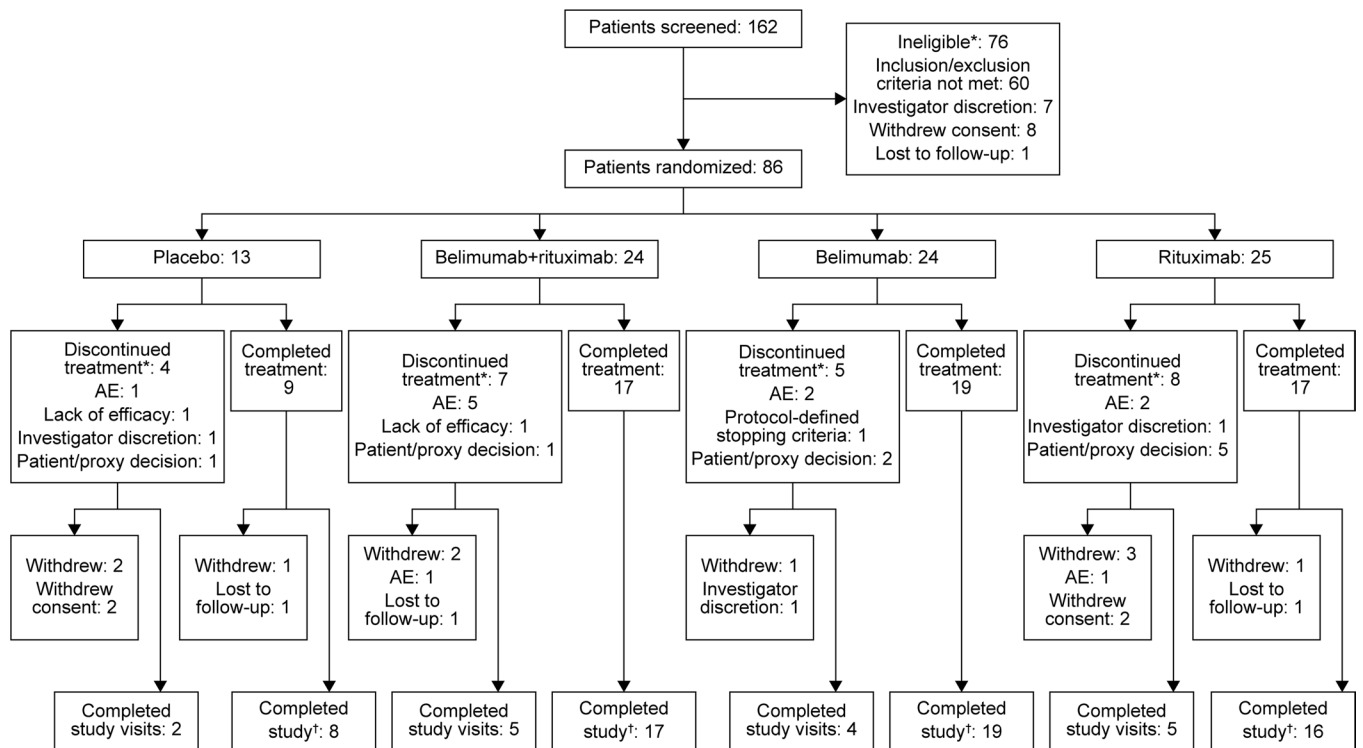 Patients screened: 162
Ineligible*: 76
Inclusion/exclusion
criteria not met: 60
Investigator discretion: 7
Withdrew consent: 8
Lost to follow-up: 1
Patients randomized: 86
Placebo: 13
Belimumab+rituximab: 24
Belimumab: 24
Rituximab: 25
Discontinued
treatment*: 4
AE: 1
Lack of efficacy: 1
Investigator discretion: 1
Patient/proxy decision: 1
Completed
treatment:
9
Discontinued
treatment*: 7
AE: 5
Lack of efficacy: 1
Patient/proxy decision: 1
Completed
treatment:
17
Discontinued
treatment*: 5
AE: 2
Protocol-defined
stopping criteria: 1
Patient/proxy decision: 2
Completed
treatment:
19
Discontinued
treatment*: 8
AE: 2
Investigator discretion: 1
Patient/proxy decision: 5
Completed
treatment:
17
Withdrew: 2
Withdrew
consent: 2
Withdrew: 1
Lost to
follow-up: 1
Withdrew: 2
AE: 1
Lost to
follow-up: 1
Withdrew: 1
Investigator
discretion: 1
Withdrew: 3
AE: 1
Withdrew
consent: 2
Withdrew: 1
Lost to
follow-up: 1
Completed
study visits: 2
Completed
study†: 8
Completed
study visits: 5
Completed
study†: 17
Completed
study visits: 4
Completed
study†: 19
Completed
study visits: 5
Completed
study†: 16